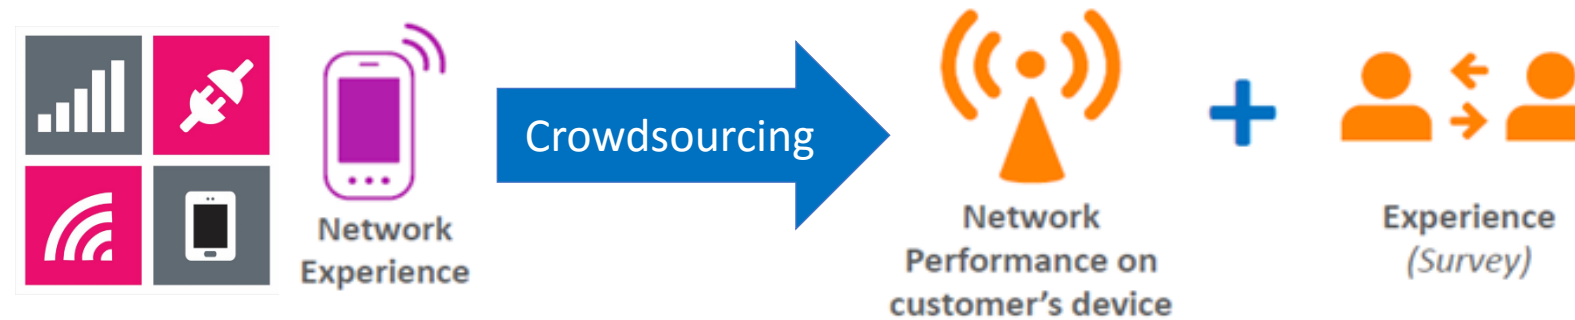 Network
Experience
Crowdsourcing
Network
Performance on
customer's device
Experience
(Survey)